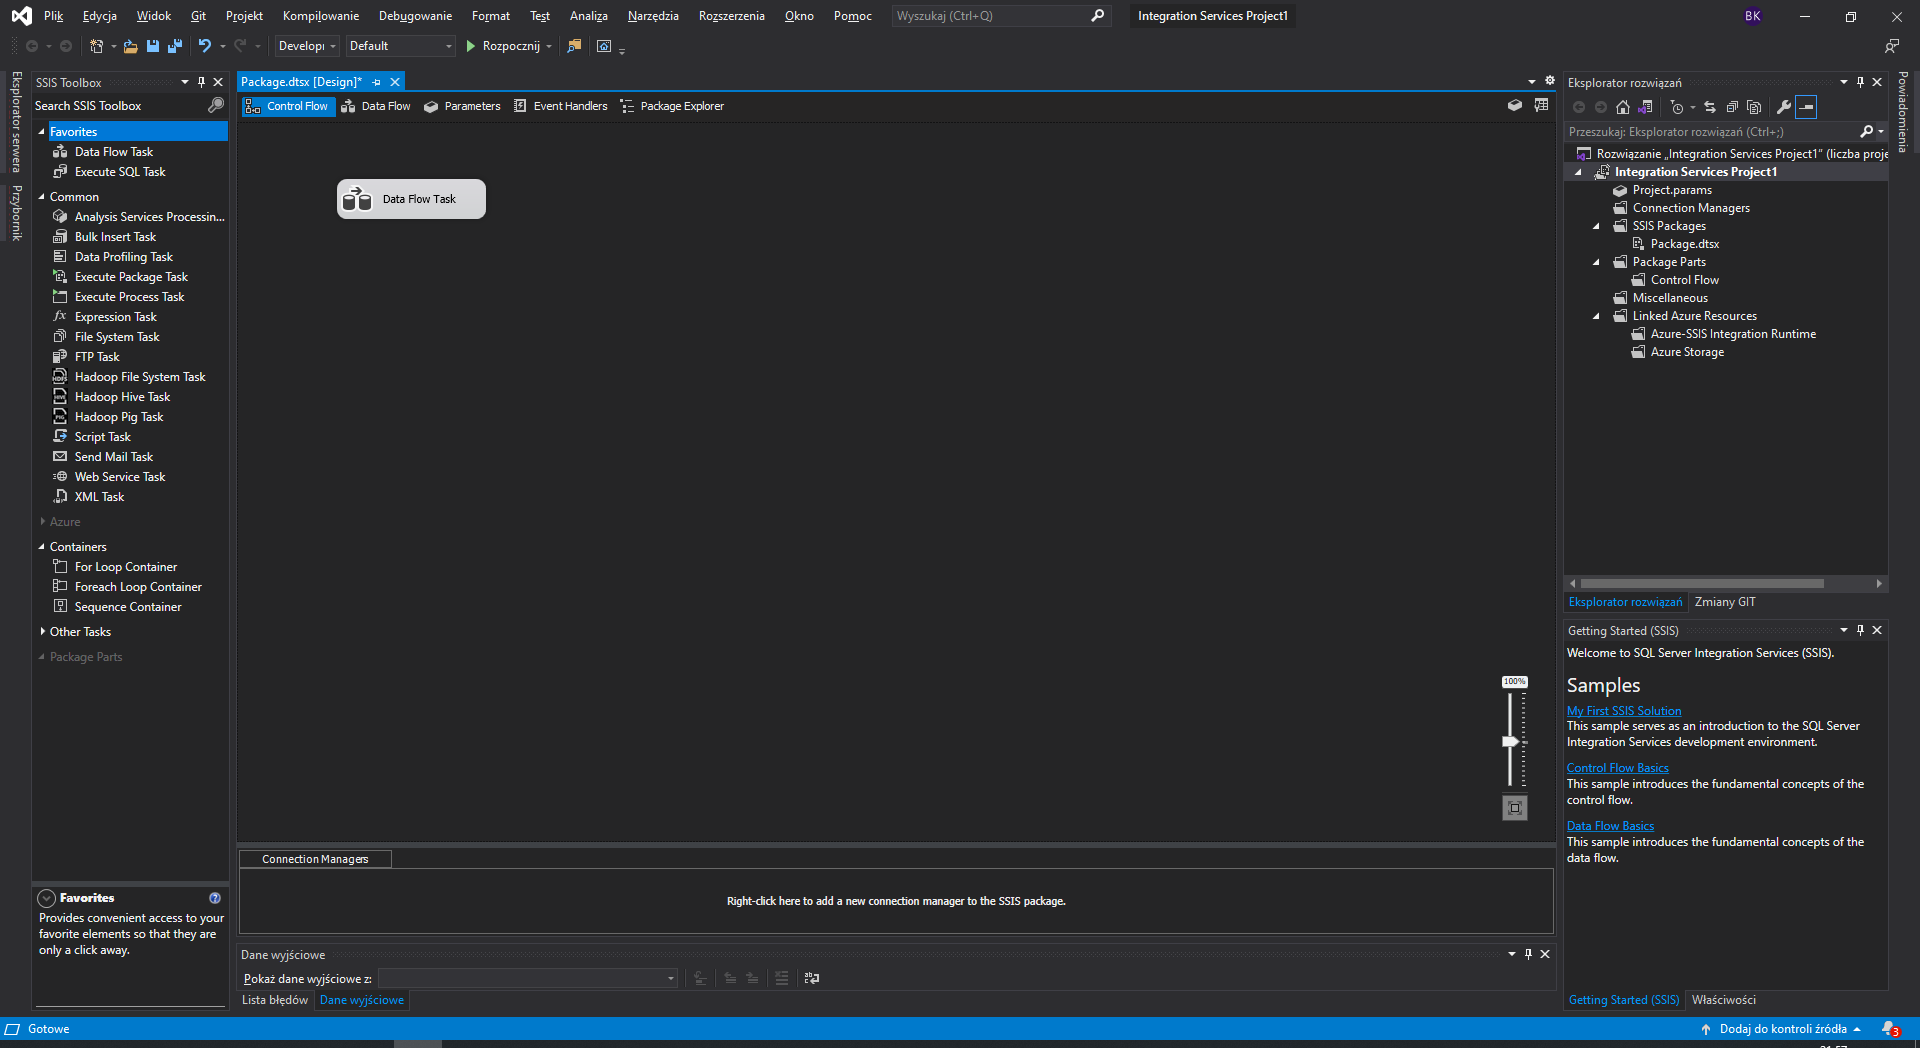 Plik Edycja Widok Git Projekt Kompilowanie Debugowanie Format Test Analiza Narzędzia Rozszerzenia Okno Pomoc Wyszukaj (Ctrl+Q) Integration Services Project1 BK
Develop Default Rozpocznij
Eksplorator serwera
Przybornik
SSIS Toolbox
Search SSIS Toolbox
Favorites
Data Flow Task
Execute SQL Task
Common
Analysis Services Processin...
Bulk Insert Task
Data Profiling Task
Execute Package Task
Execute Process Task
Expression Task
File System Task
FTP Task
Hadoop File System Task
Hadoop Hive Task
Hadoop Pig Task
Script Task
Send Mail Task
Web Service Task
XML Task
Azure
Containers
For Loop Container
Foreach Loop Container
Sequence Container
Other Tasks
Package Parts
Favorites
Provides convenient access to your
favorite elements so that they are
only a click away.
Package.dtsx [Design]*
Control Flow Data Flow Parameters Event Handlers Package Explorer
Data Flow Task
100%
Connection Managers
Right-click here to add a new connection manager to the SSIS package.
Dane wyjściowe
Pokaż dane wyjściowe z:
Lista błędów Dane wyjściowe
Eksplorator rozwiązań
Przeszukaj: Eksplorator rozwiązań (Ctrl+;)
Rozwiązanie „Integration Services Project1” (liczba proje
Integration Services Project1
Project.params
Connection Managers
SSIS Packages
Package.dtsx
Package Parts
Control Flow
Miscellaneous
Linked Azure Resources
Azure-SSIS Integration Runtime
Azure Storage
Eksplorator rozwiązań Zmiany GIT
Getting Started (SSIS)
Welcome to SQL Server Integration Services (SSIS).
Samples
My First SSIS Solution
This sample serves as an introduction to the SQL Server
Integration Services development environment.
Control Flow Basics
This sample introduces the fundamental concepts of the
control flow.
Data Flow Basics
This sample introduces the fundamental concepts of the
data flow.
Getting Started (SSIS) Właściwości
Powiadomienia
Gotowe Dodaj do kontroli źródła 3